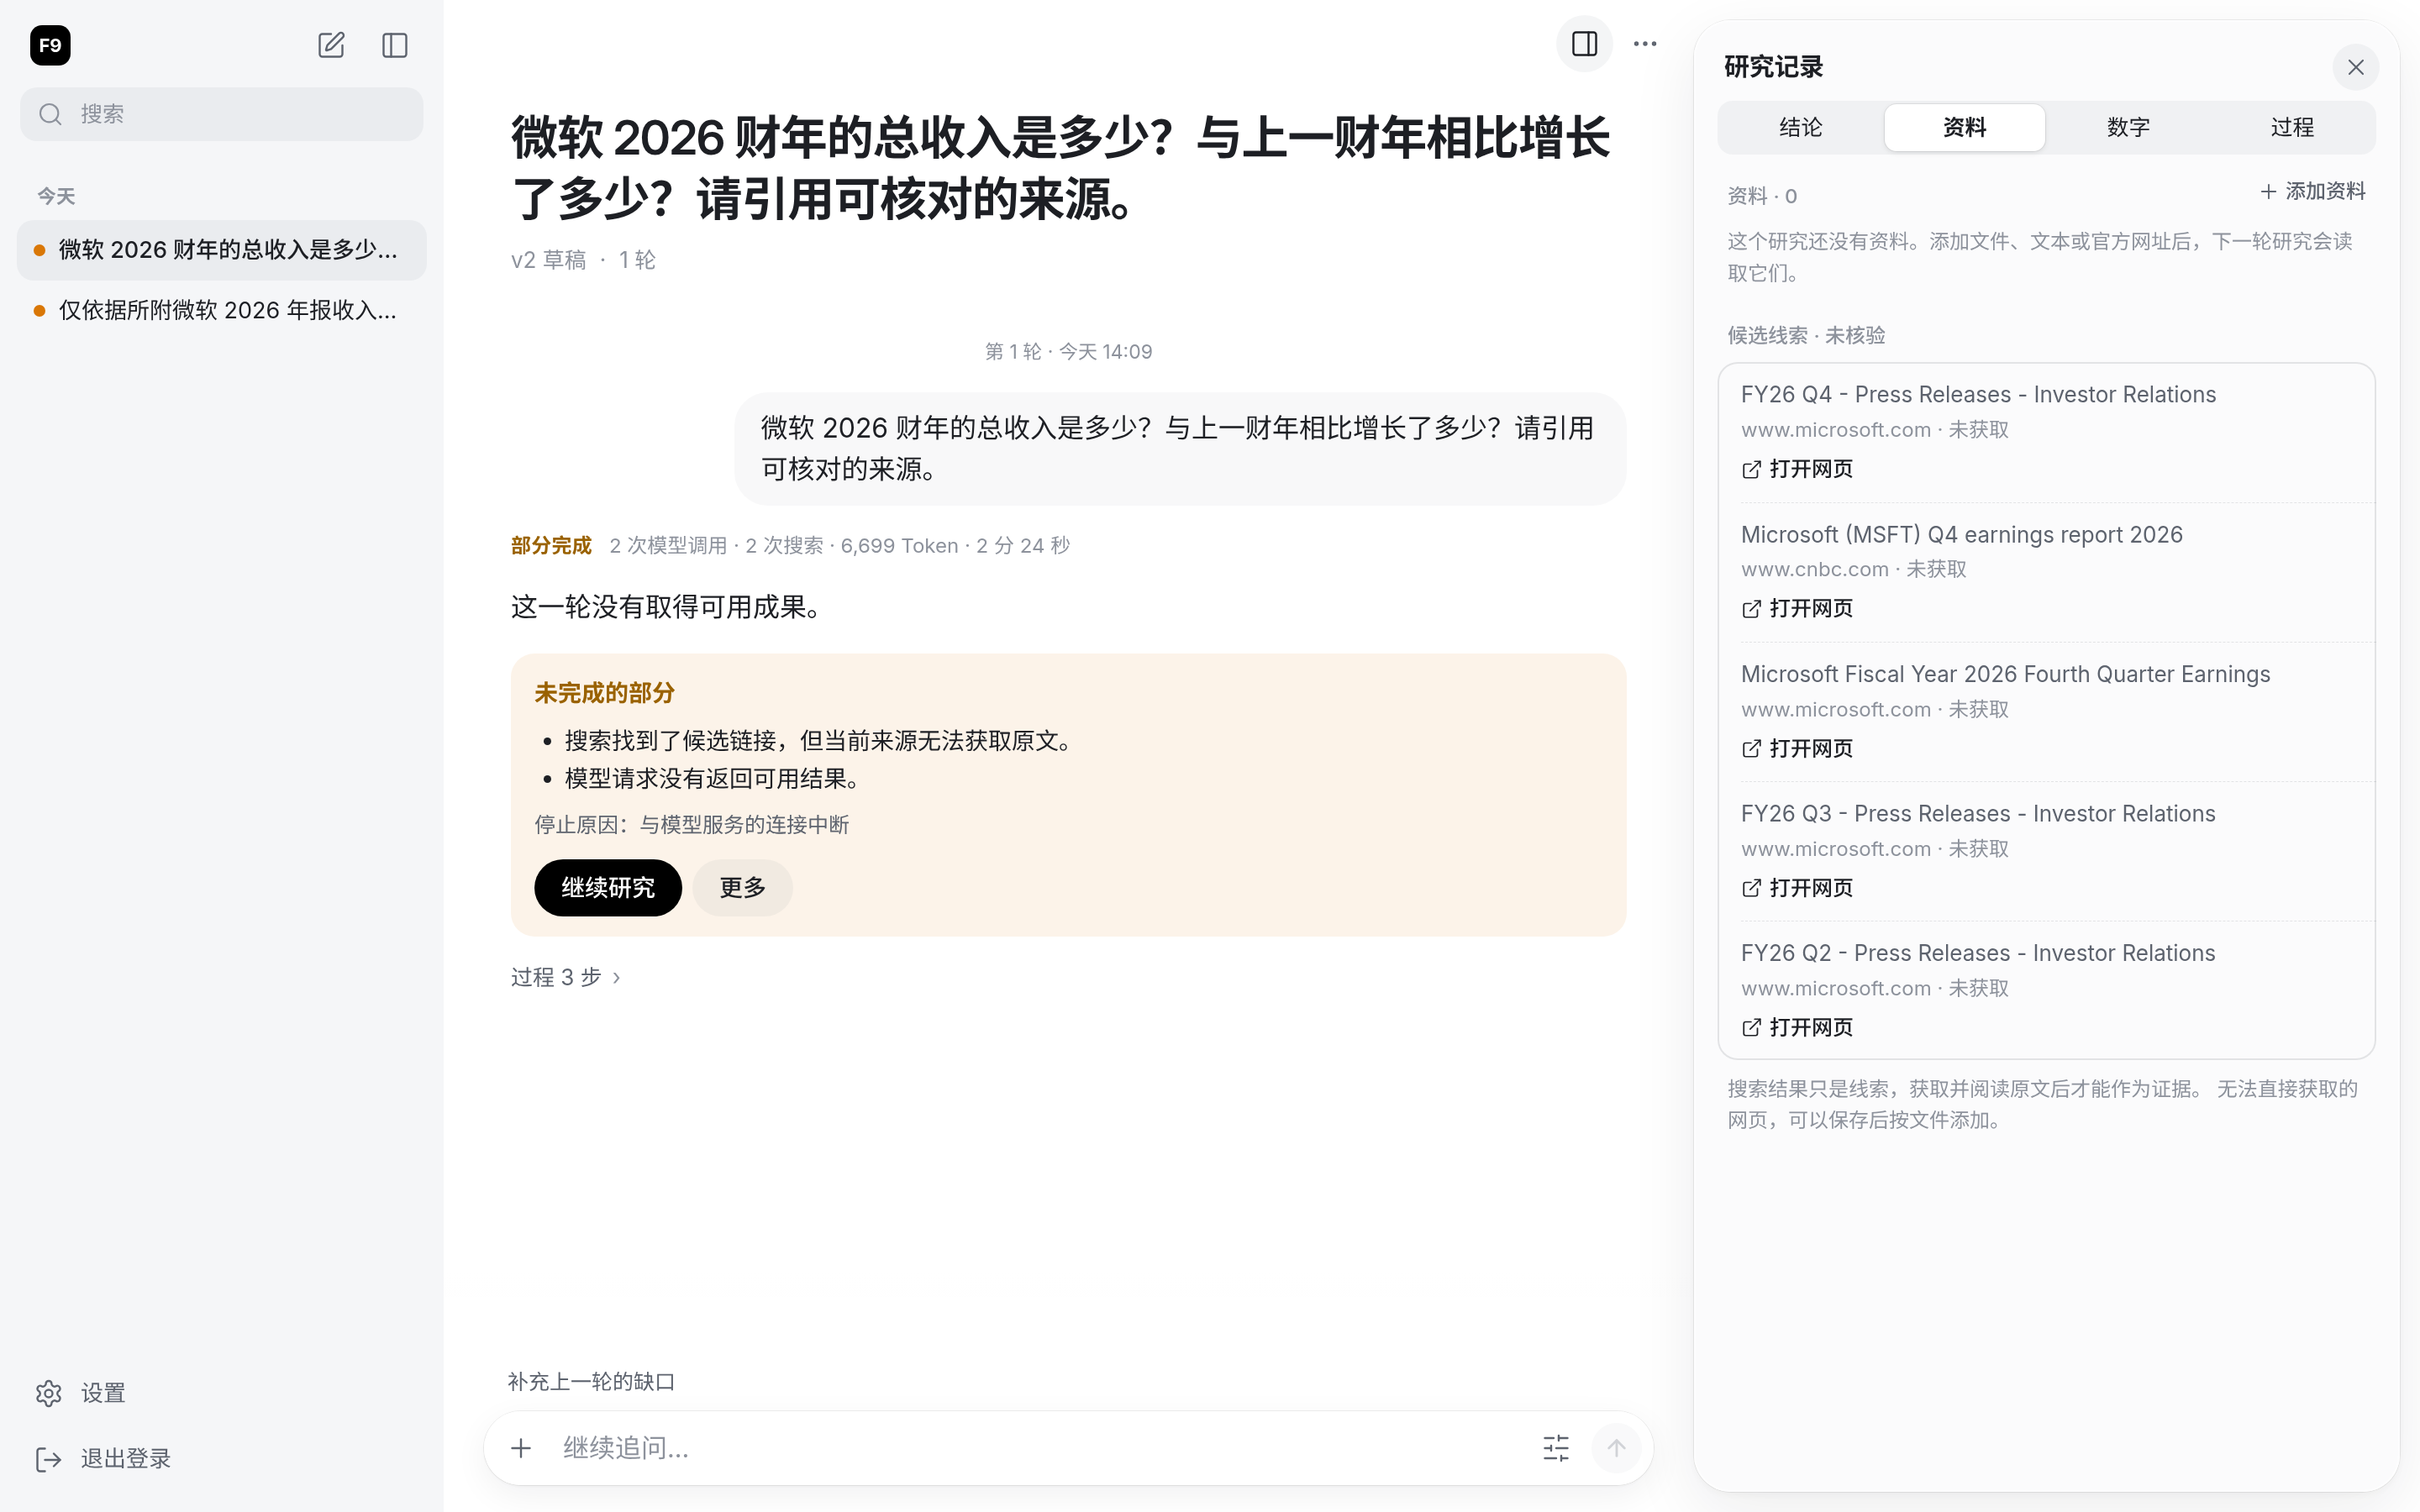 F9
搜索
今天
微软 2026 财年的总收入是多少...
仅依据所附微软 2026 年报收入...
设置
退出登录
微软 2026 财年的总收入是多少？与上一财年相比增长
了多少？请引用可核对的来源。
v2 草稿 · 1 轮
第 1 轮 · 今天 14:09
微软 2026 财年的总收入是多少？与上一财年相比增长了多少？请引用
可核对的来源。
部分完成 2 次模型调用 · 2 次搜索 · 6,699 Token · 2 分 24 秒
这一轮没有取得可用成果。
未完成的部分
• 搜索找到了候选链接，但当前来源无法获取原文。
• 模型请求没有返回可用结果。
停止原因：与模型服务的连接中断
继续研究 更多
过程 3 步 ›
补充上一轮的缺口
继续追问...
研究记录
结论 资料 数字 过程
资料 · 0 + 添加资料
这个研究还没有资料。添加文件、文本或官方网址后，下一轮研究会读
取它们。
候选线索 · 未核验
FY26 Q4 - Press Releases - Investor Relations
www.microsoft.com · 未获取
打开网页
Microsoft (MSFT) Q4 earnings report 2026
www.cnbc.com · 未获取
打开网页
Microsoft Fiscal Year 2026 Fourth Quarter Earnings
www.microsoft.com · 未获取
打开网页
FY26 Q3 - Press Releases - Investor Relations
www.microsoft.com · 未获取
打开网页
FY26 Q2 - Press Releases - Investor Relations
www.microsoft.com · 未获取
打开网页
搜索结果只是线索，获取并阅读原文后才能作为证据。 无法直接获取的
网页，可以保存后按文件添加。